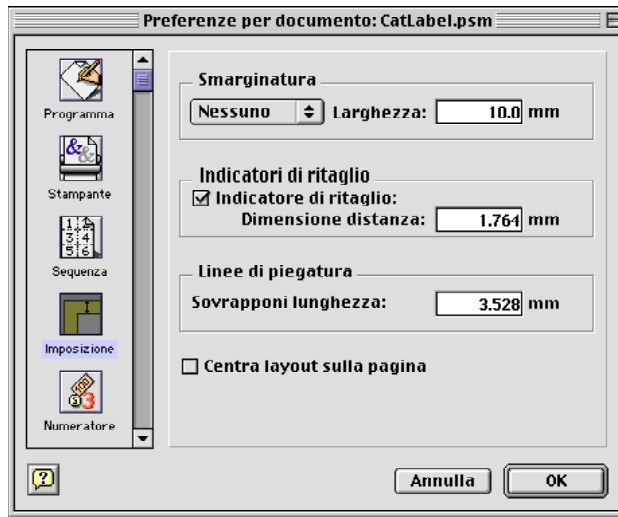 Preferenze per documento: CatLabel.psm
Programma
Stampante
Sequenza
Imposizione
Numeratore
Smarginatura
Nessuno Larghezza: 10.0 mm
Indicatori di ritaglio
Indicatore di ritaglio:
Dimensione distanza: 1.764 mm
Linee di piegatura
Sovrapponi lunghezza: 3.528 mm
Centra layout sulla pagina
? Annulla OK